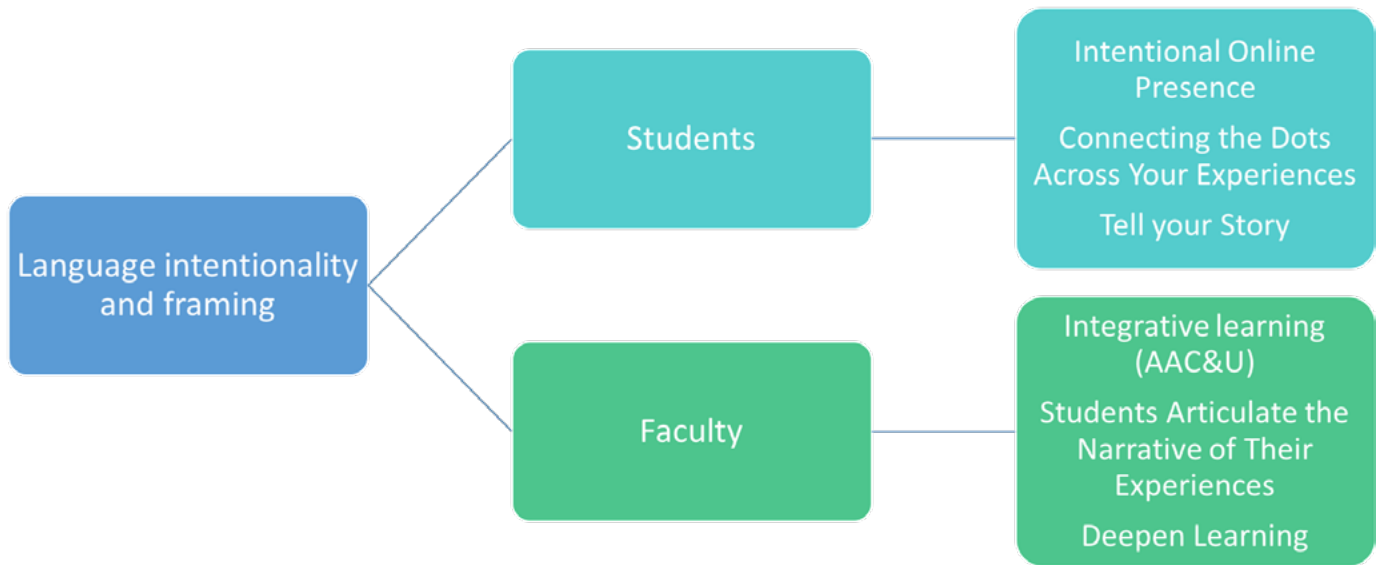 Language intentionality
and framing
Students
Intentional Online
Presence
Connecting the Dots
Across Your Experiences
Tell your Story
Faculty
Integrative learning
(AAC&U)
Students Articulate the
Narrative of Their
Experiences
Deepen Learning